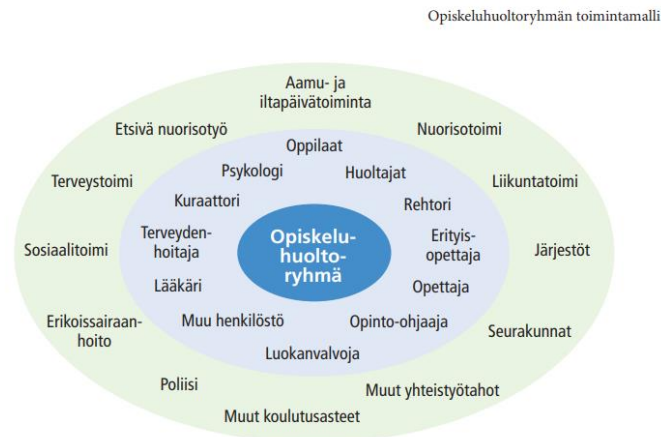 Opiskeluhuoltoryhmän toimintamalli
Aamu- ja
iltapäivätoiminta
Etsivä nuorisotyö
Nuorisotoimi
Oppilaat
Psykologi
Huoltajat
Terveystoimi
Liikuntatoimi
Kuraattori
Rehtori
Terveyden-
hoitaja
Opiskelu-
huolto-
ryhmä
Erityis-
opettaja
Sosiaalitoimi
Järjestöt
Lääkäri
Opettaja
Erikoissairaan-
hoito
Muu henkilöstö
Opinto-ohjaaja
Seurakunnat
Luokanvalvoja
Poliisi
Muut yhteistyötahot
Muut koulutusasteet